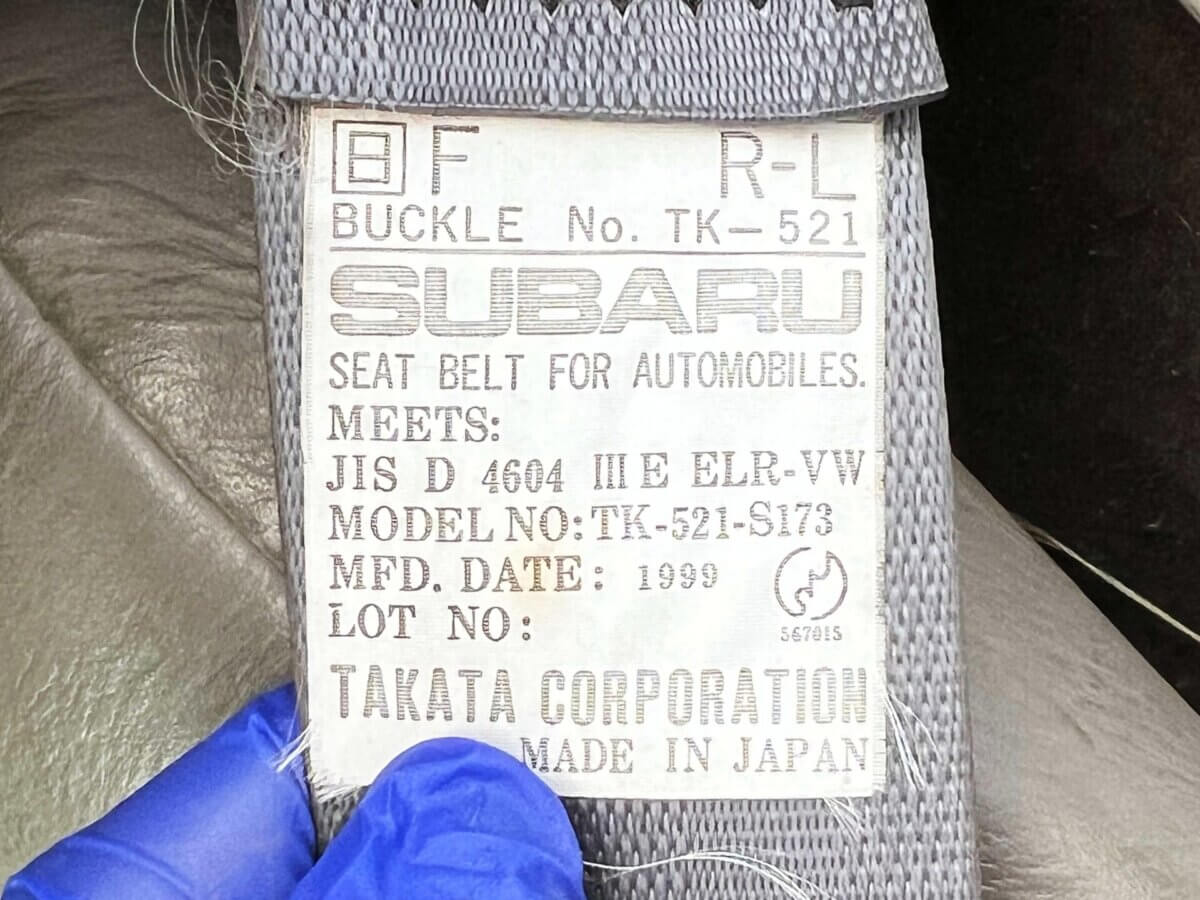 日 F R-L
BUCKLE No. TK-521
SUBARU
SEAT BELT FOR AUTOMOBILES.
MEETS:
JIS D 4604 III E ELR-VW
MODEL NO: TK-521-S173
MFD. DATE: 1999
LOT NO:
TAKATA CORPORATION
MADE IN JAPAN